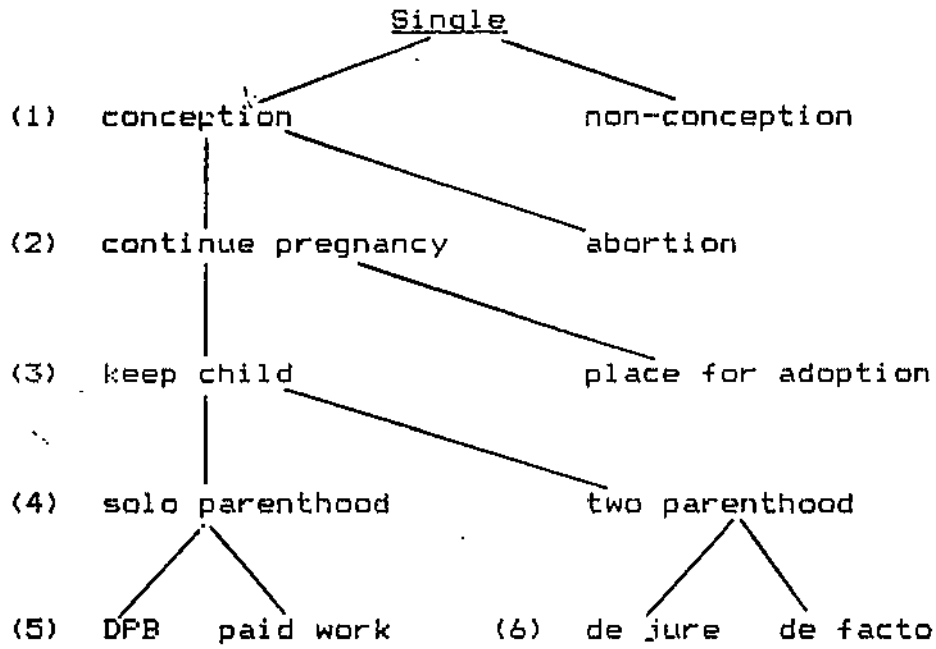 Single
(1) conception non-conception
(2) continue pregnancy abortion
(3) keep child place for adoption
(4) solo parenthood two parenthood
(5) DPB paid work (6) de jure de facto